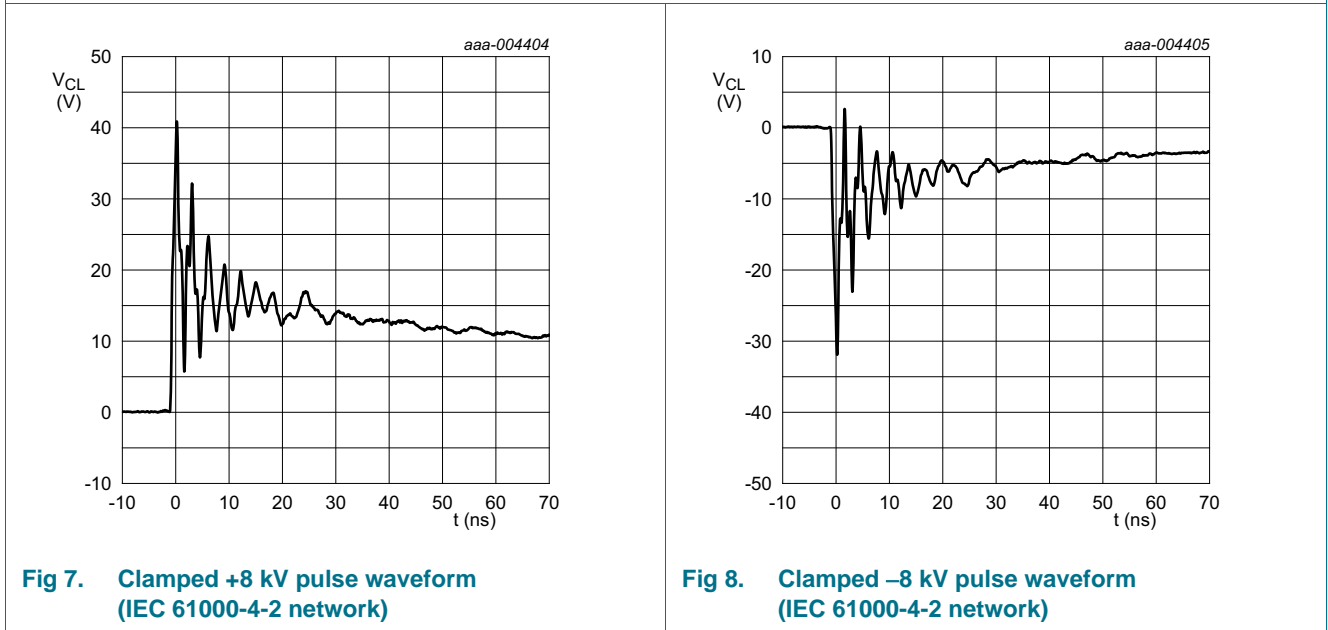 aaa-004404
50
V_CL
(V)
40
30
20
10
0
-10
-10 0 10 20 30 40 50 60 70
t (ns)
Fig 7. Clamped +8 kV pulse waveform
(IEC 61000-4-2 network)
aaa-004405
10
V_CL
(V)
0
-10
-20
-30
-40
-50
-10 0 10 20 30 40 50 60 70
t (ns)
Fig 8. Clamped −8 kV pulse waveform
(IEC 61000-4-2 network)